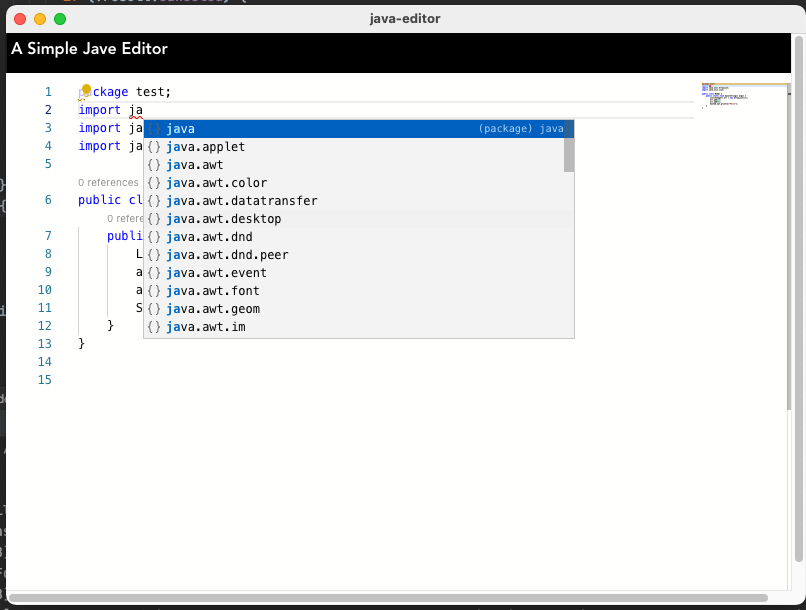 java-editor
A Simple Jave Editor
1 package test;
2 import ja
3 import ja
4 import ja
5
0 references
6 public cl
0 refere
7 publi
8 L
9 a
10 a
11 S
12 }
13 }
14
15
java (package) java
{} java.applet
{} java.awt
{} java.awt.color
{} java.awt.datatransfer
{} java.awt.desktop
{} java.awt.dnd
{} java.awt.dnd.peer
{} java.awt.event
{} java.awt.font
{} java.awt.geom
{} java.awt.im